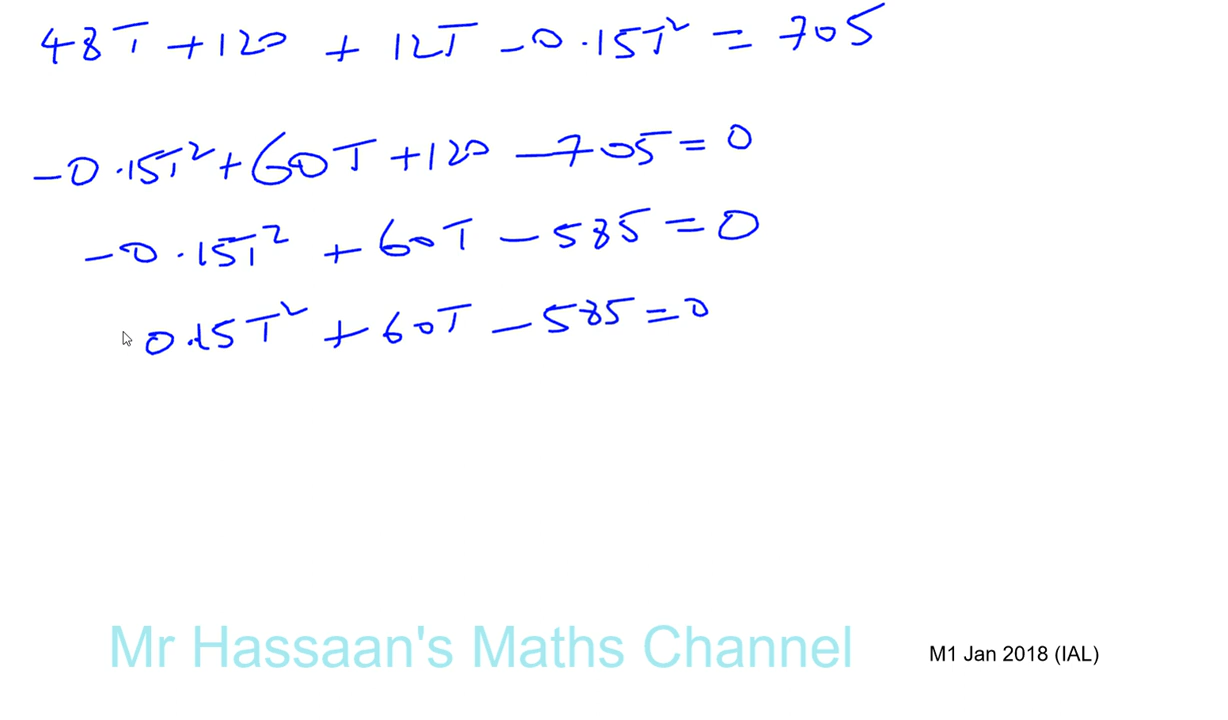 48T + 120 + 12T - 0.15T² = 705
-0.15T² + 60T + 120 - 705 = 0
-0.15T² + 60T - 585 = 0
0.15T² + 60T - 585 = 0
Mr Hassaan's Maths Channel
M1 Jan 2018 (IAL)